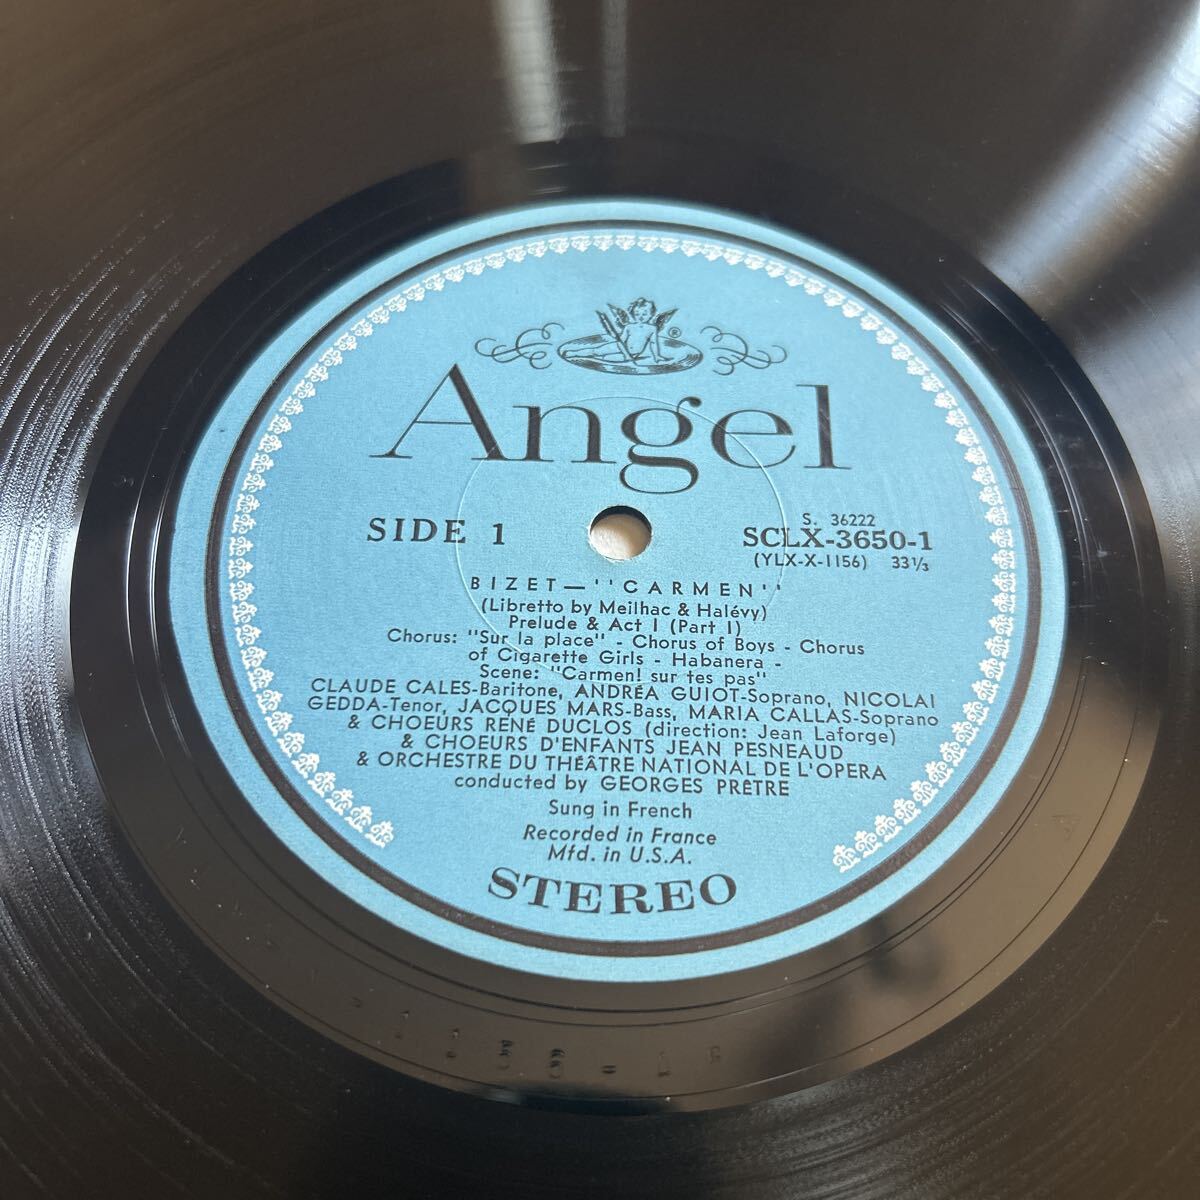 ®
Angel
SIDE 1
S. 36222
SCLX-3650-1
(YLX-X-1156) 33⅓
BIZET—''CARMEN''
(Libretto by Meilhac & Halévy)
Prelude & Act I (Part I)
Chorus: "Sur la place" - Chorus of Boys - Chorus
of Cigarette Girls - Habanera -
Scene: "Carmen! sur tes pas"
CLAUDE CALES-Baritone, ANDRÉA GUIOT-Soprano, NICOLAI
GEDDA-Tenor, JACQUES MARS-Bass, MARIA CALLAS-Soprano
& CHOEURS RENÉ DUCLOS (direction: Jean Laforge)
& CHOEURS D'ENFANTS JEAN PESNEAUD
& ORCHESTRE DU THÉÂTRE NATIONAL DE L'OPERA
conducted by GEORGES PRÊTRE
Sung in French
Recorded in France
Mfd. in U.S.A.
STEREO